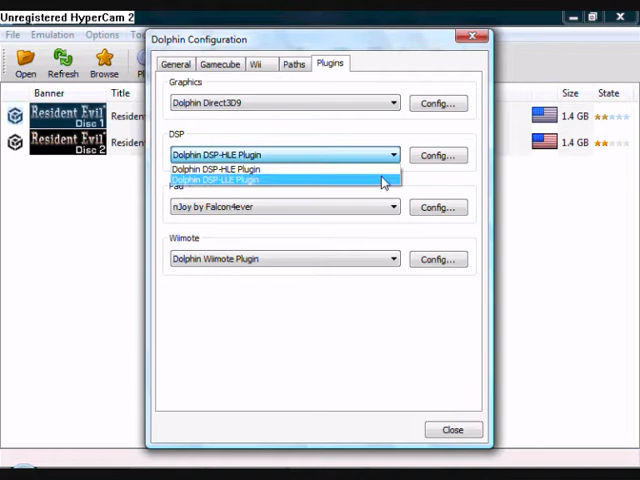 Unregistered HyperCam 2
Dolphin Configuration
File Emulation Options
Open Refresh Browse
General Gamecube Wii Paths Plugins
Banner Title
Size State
Graphics
Dolphin Direct3D9 Config...
Resident Evil
Disc 1
1.4 GB
DSP
Resident Evil
Disc 2
1.4 GB
Dolphin DSP-HLE Plugin Config...
Dolphin DSP-HLE Plugin
Dolphin DSP-LLE Plugin
Pad
nJoy by Falcon4ever Config...
Wiimote
Dolphin Wiimote Plugin Config...
Close